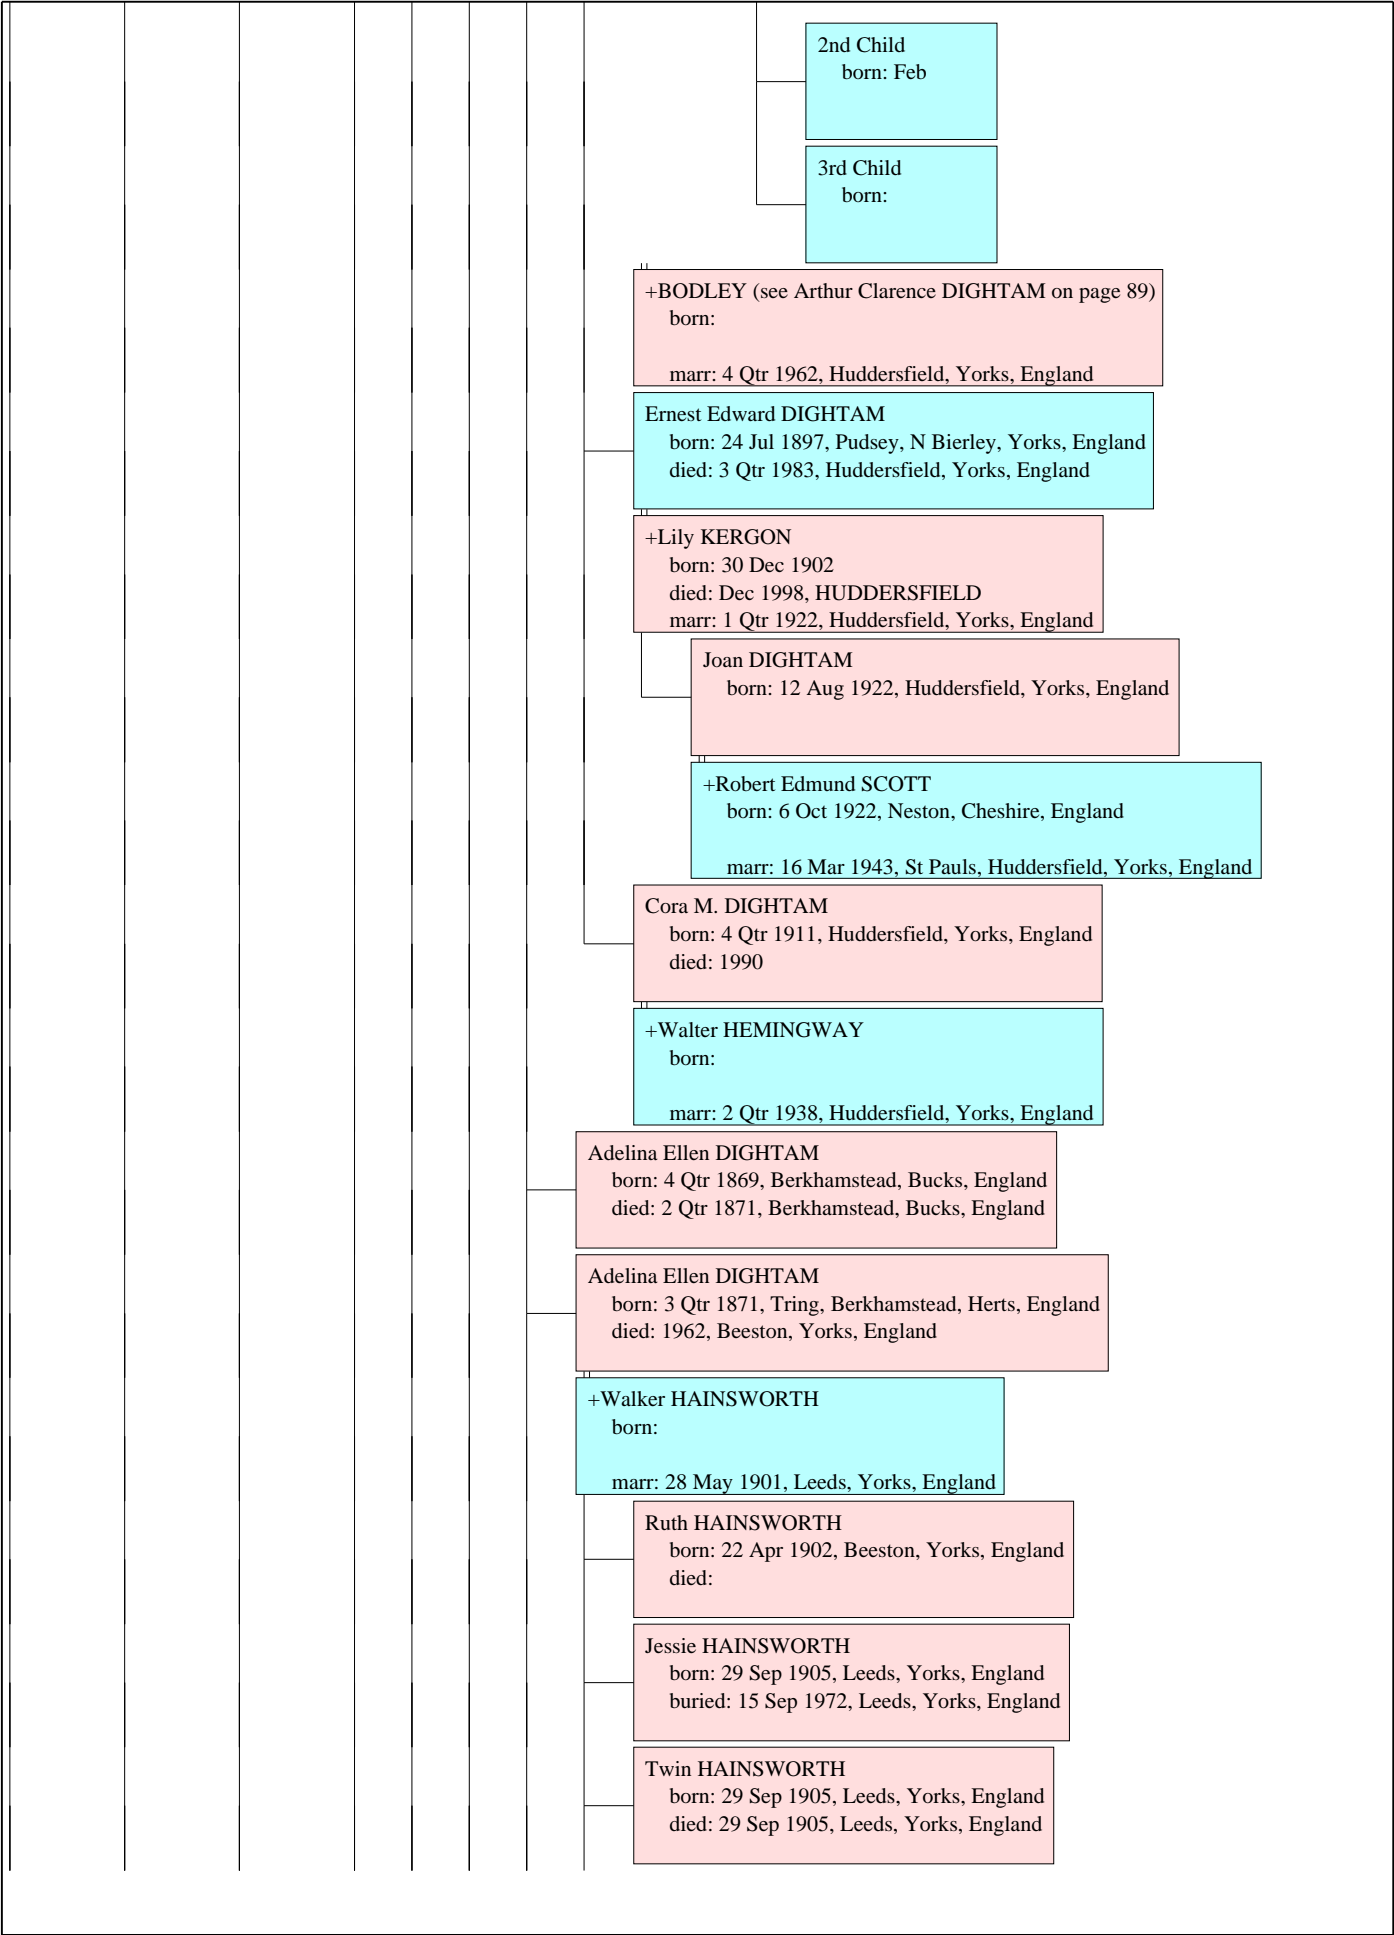 2nd Child
born: Feb
3rd Child
born:
+BODLEY (see Arthur Clarence DIGHTAM on page 89)
born:
marr: 4 Qtr 1962, Huddersfield, Yorks, England
Ernest Edward DIGHTAM
born: 24 Jul 1897, Pudsey, N Bierley, Yorks, England
died: 3 Qtr 1983, Huddersfield, Yorks, England
+Lily KERGON
born: 30 Dec 1902
died: Dec 1998, HUDDERSFIELD
marr: 1 Qtr 1922, Huddersfield, Yorks, England
Joan DIGHTAM
born: 12 Aug 1922, Huddersfield, Yorks, England
+Robert Edmund SCOTT
born: 6 Oct 1922, Neston, Cheshire, England
marr: 16 Mar 1943, St Pauls, Huddersfield, Yorks, England
Cora M. DIGHTAM
born: 4 Qtr 1911, Huddersfield, Yorks, England
died: 1990
+Walter HEMINGWAY
born:
marr: 2 Qtr 1938, Huddersfield, Yorks, England
Adelina Ellen DIGHTAM
born: 4 Qtr 1869, Berkhamstead, Bucks, England
died: 2 Qtr 1871, Berkhamstead, Bucks, England
Adelina Ellen DIGHTAM
born: 3 Qtr 1871, Tring, Berkhamstead, Herts, England
died: 1962, Beeston, Yorks, England
+Walker HAINSWORTH
born:
marr: 28 May 1901, Leeds, Yorks, England
Ruth HAINSWORTH
born: 22 Apr 1902, Beeston, Yorks, England
died:
Jessie HAINSWORTH
born: 29 Sep 1905, Leeds, Yorks, England
buried: 15 Sep 1972, Leeds, Yorks, England
Twin HAINSWORTH
born: 29 Sep 1905, Leeds, Yorks, England
died: 29 Sep 1905, Leeds, Yorks, England